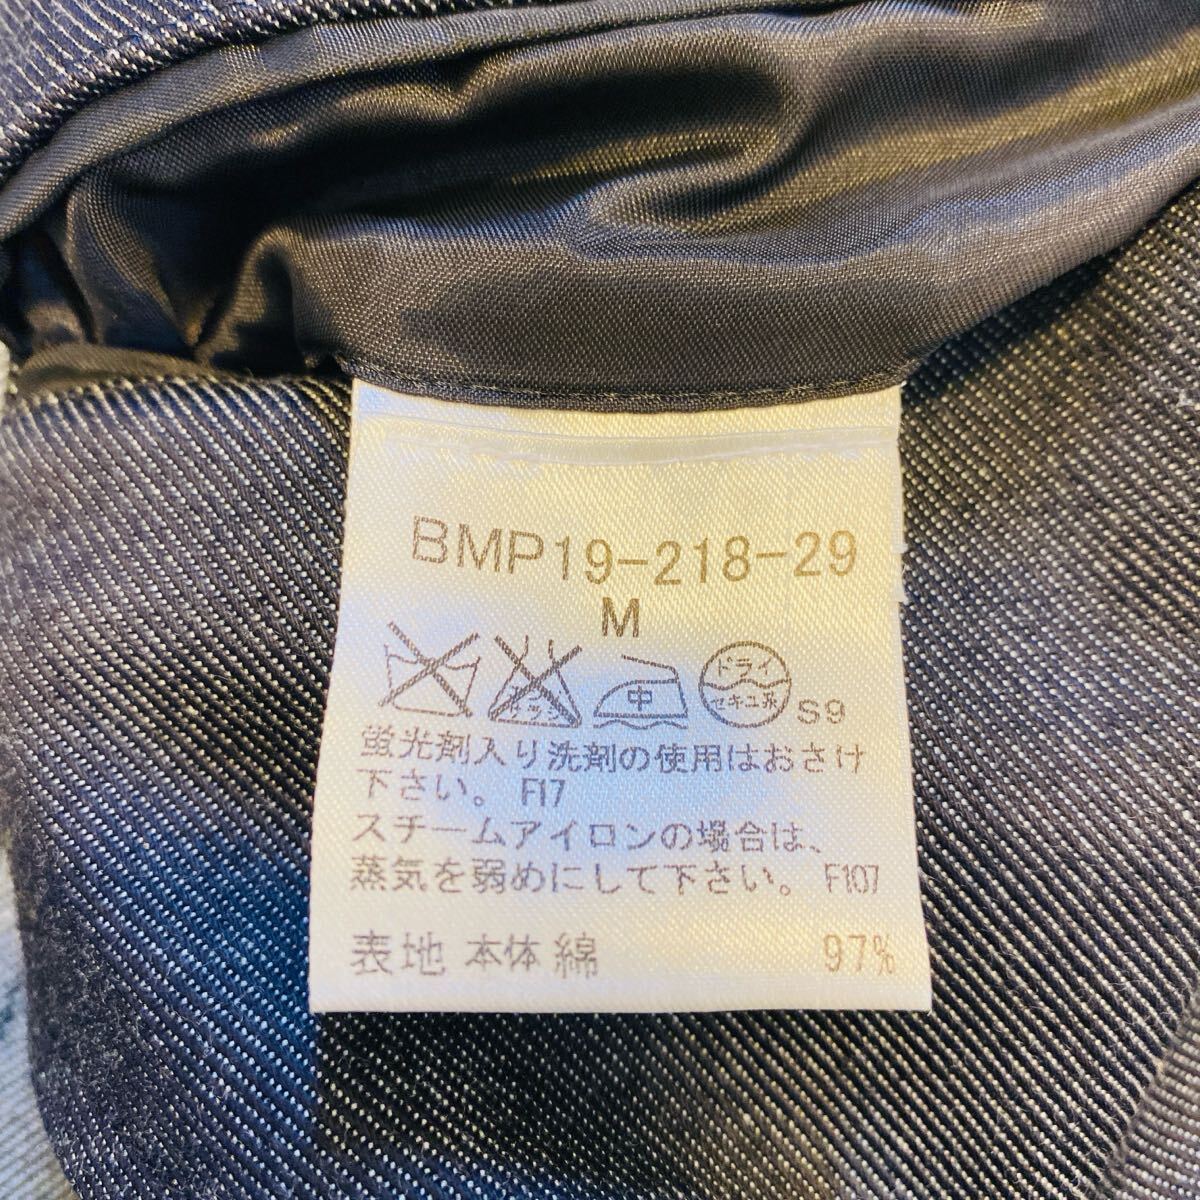 BMP19-218-29
M
中
ドライ
セキユ系
S9
蛍光剤入り洗剤の使用はおさけ
下さい。 F17
スチームアイロンの場合は、
蒸気を弱めにして下さい。 F107
表地 本体 綿 97%